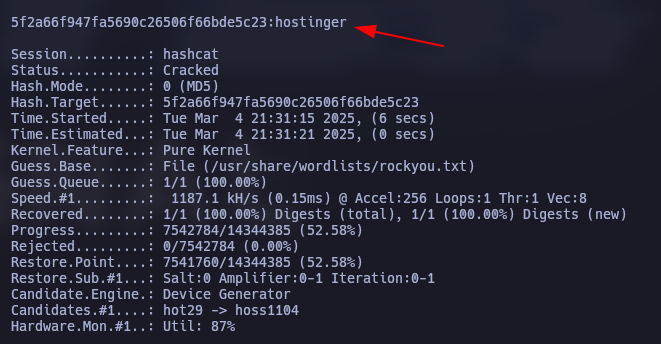 5f2a66f947fa5690c26506f66bde5c23:hostinger
Session..........: hashcat
Status...........: Cracked
Hash.Mode........: 0 (MD5)
Hash.Target......: 5f2a66f947fa5690c26506f66bde5c23
Time.Started.....: Tue Mar  4 21:31:15 2025, (6 secs)
Time.Estimated...: Tue Mar  4 21:31:21 2025, (0 secs)
Kernel.Feature...: Pure Kernel
Guess.Base.......: File (/usr/share/wordlists/rockyou.txt)
Guess.Queue......: 1/1 (100.00%)
Speed.#1.........:  1187.1 kH/s (0.15ms) @ Accel:256 Loops:1 Thr:1 Vec:8
Recovered........: 1/1 (100.00%) Digests (total), 1/1 (100.00%) Digests (new)
Progress.........: 7542784/14344385 (52.58%)
Rejected.........: 0/7542784 (0.00%)
Restore.Point....: 7541760/14344385 (52.58%)
Restore.Sub.#1...: Salt:0 Amplifier:0-1 Iteration:0-1
Candidate.Engine.: Device Generator
Candidates.#1....: hot29 -> hoss1104
Hardware.Mon.#1..: Util: 87%